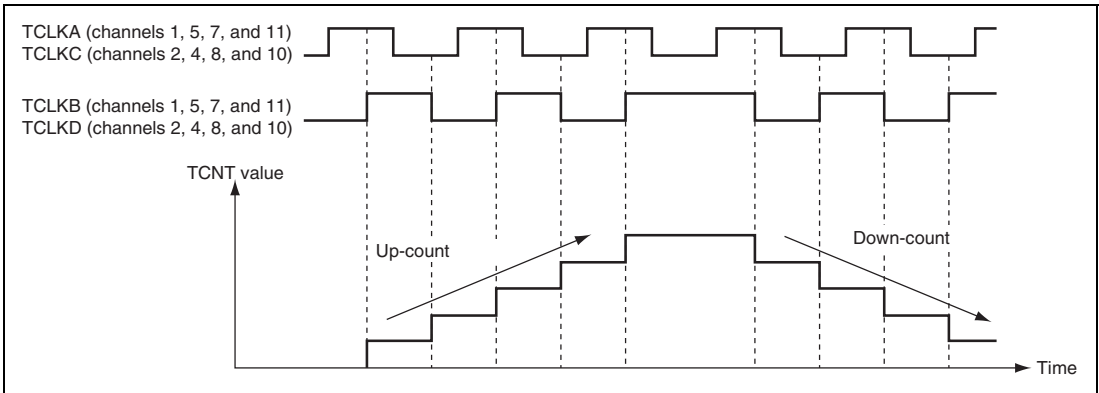 TCLKA (channels 1, 5, 7, and 11)
TCLKC (channels 2, 4, 8, and 10)
TCLKB (channels 1, 5, 7, and 11)
TCLKD (channels 2, 4, 8, and 10)
TCNT value
Up-count
Down-count
Time